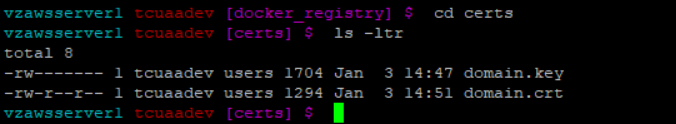 vzawsserver1 tcuaadev [docker_registry] $ cd certs
vzawsserver1 tcuaadev [certs] $ ls -ltr
total 8
-rw------- 1 tcuaadev users 1704 Jan  3 14:47 domain.key
-rw-r--r-- 1 tcuaadev users 1294 Jan  3 14:51 domain.crt
vzawsserver1 tcuaadev [certs] $